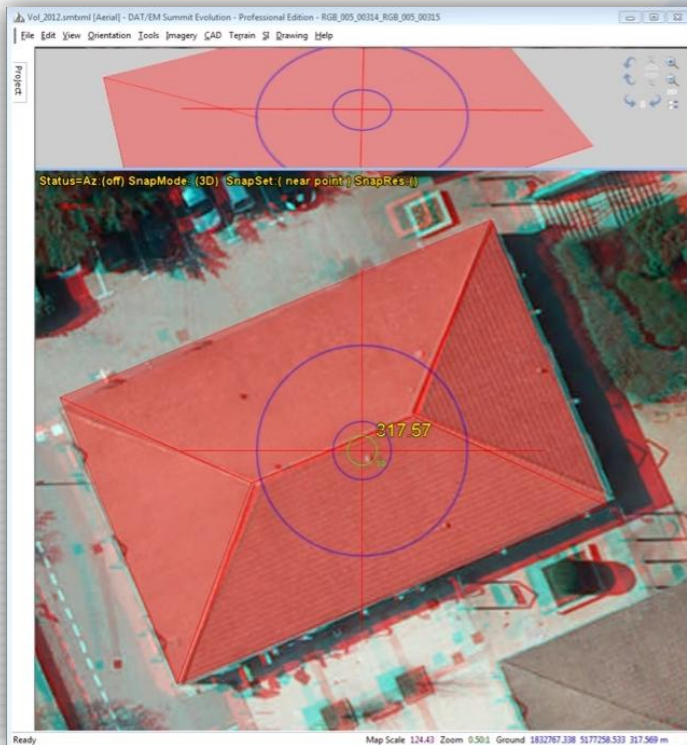 Vol_2012.smtxml [Aerial] - DAT/EM Summit Evolution - Professional Edition - RGB_005_00314_RGB_005_00315
File Edit View Orientation Tools Imagery CAD Terrain SI Drawing Help
Project
Status=Az:(off) SnapMode: (3D) SnapSet:( near point ) SnapRes:()
317.57
Ready Map Scale 124.43 Zoom 0.50:1 Ground 1832767.338 5177258.533 317.569 m